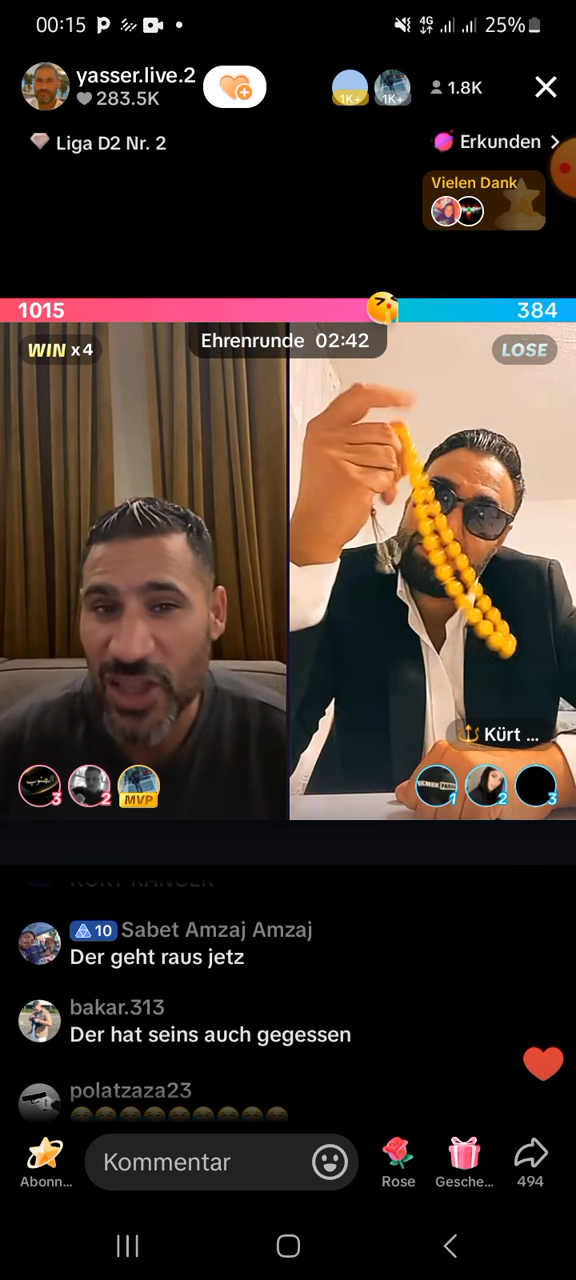 00:15
4G
25%
yasser.live.2
283.5K
1K+
1K+
1.8K
Liga D2 Nr. 2
Erkunden
Vielen Dank
1015
384
WIN x4
Ehrenrunde 02:42
LOSE
Kürt ...
الجنوب
3
2
MVP
1
2
3
10 Sabet Amzaj Amzaj
Der geht raus jetz
bakar.313
Der hat seins auch gegessen
polatzaza23
Kommentar
Abonn...
Rose
Gesche...
494